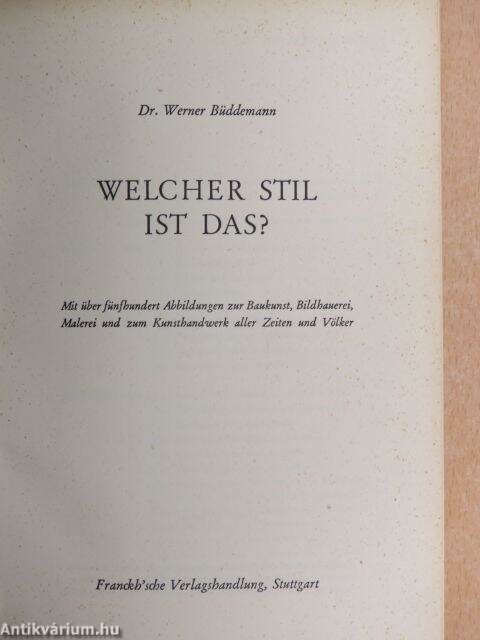 Dr. Werner Büddemann
WELCHER STIL
IST DAS?
Mit über fünfhundert Abbildungen zur Baukunst, Bildhauerei,
Malerei und zum Kunsthandwerk aller Zeiten und Völker
Franckh'sche Verlagshandlung, Stuttgart
Antikvárium.hu